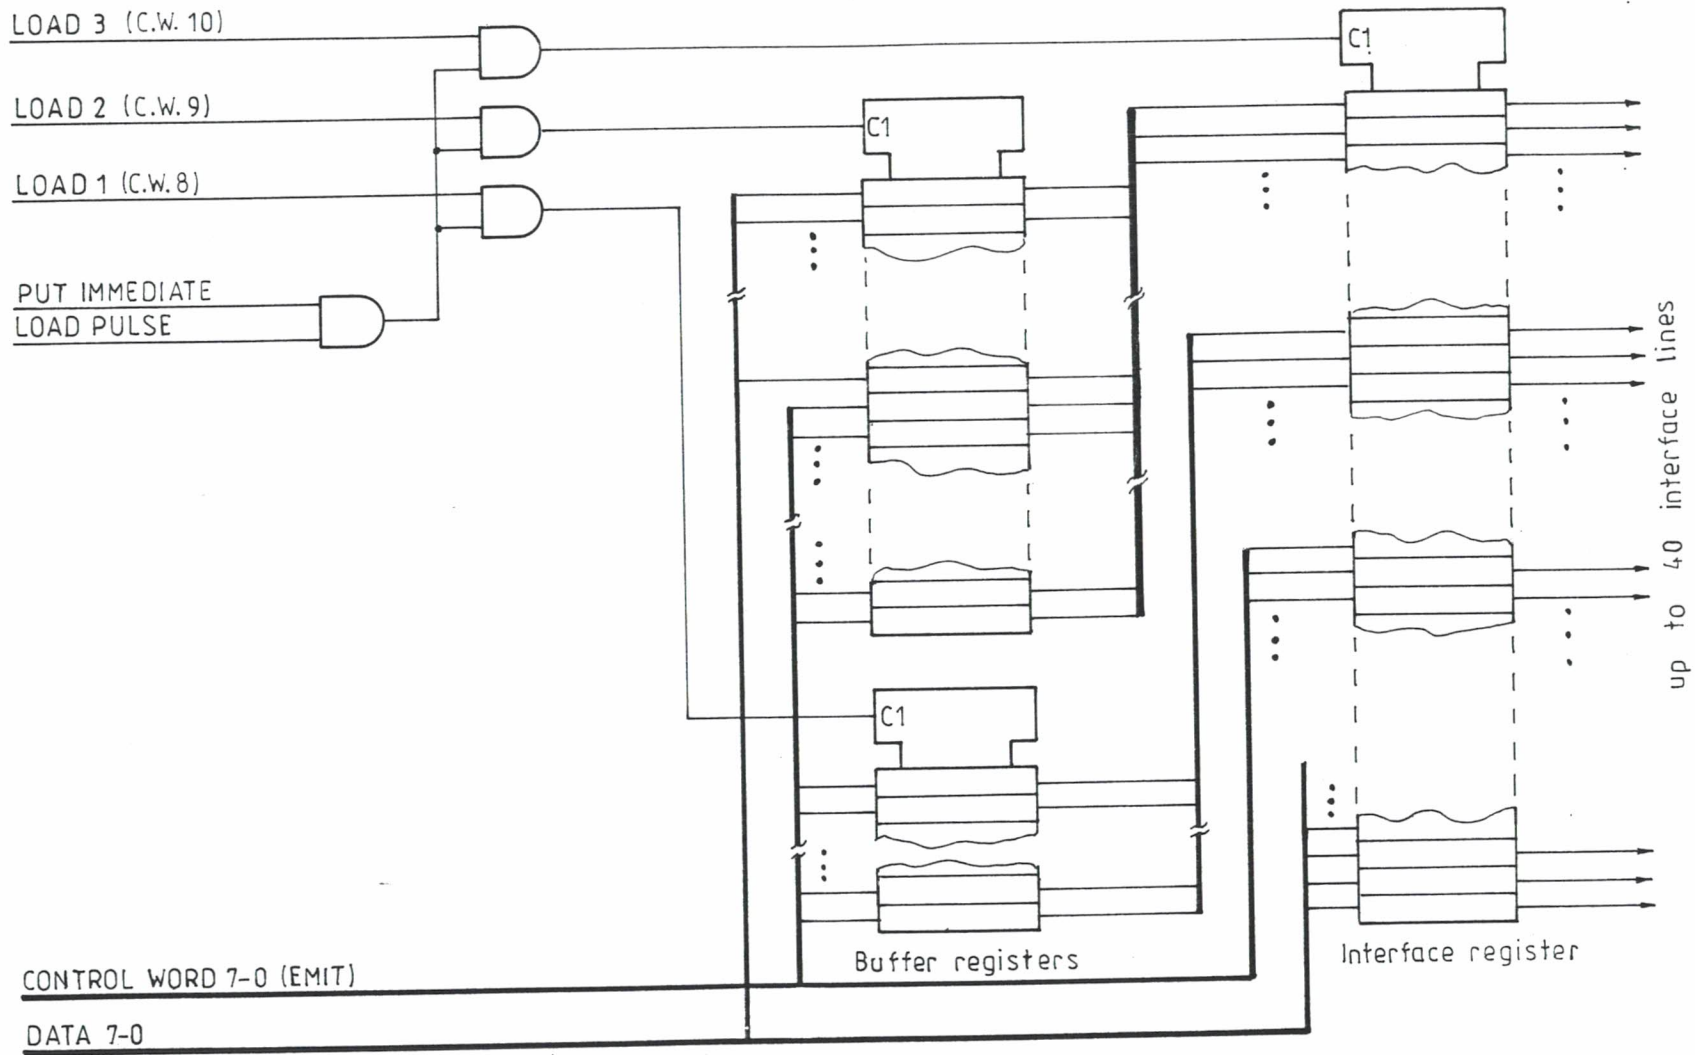 LOAD 3 (C.W. 10)
C1
LOAD 2 (C.W. 9)
C1
LOAD 1 (C.W. 8)
PUT IMMEDIATE
LOAD PULSE
up to 40 interface lines
C1
Buffer registers
Interface register
CONTROL WORD 7-0 (EMIT)
DATA 7-0